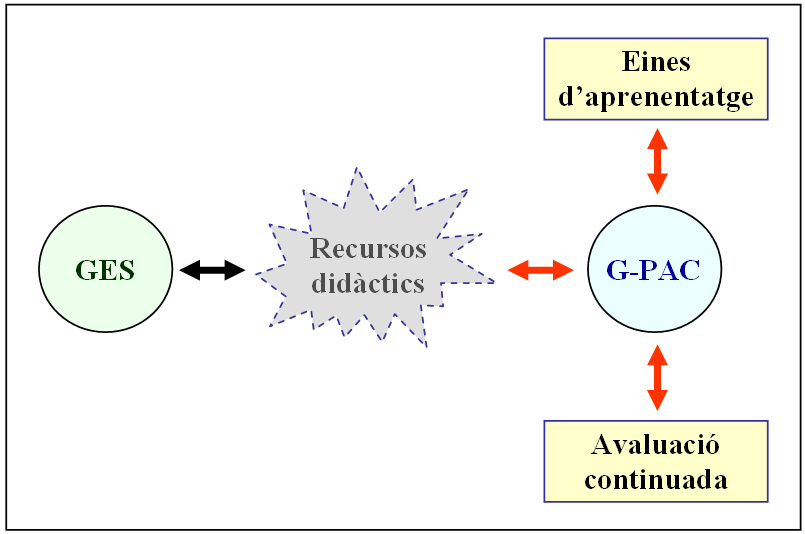 Eines
d’aprenentatge
GES
Recursos
didàctics
G-PAC
Avaluació
continuada